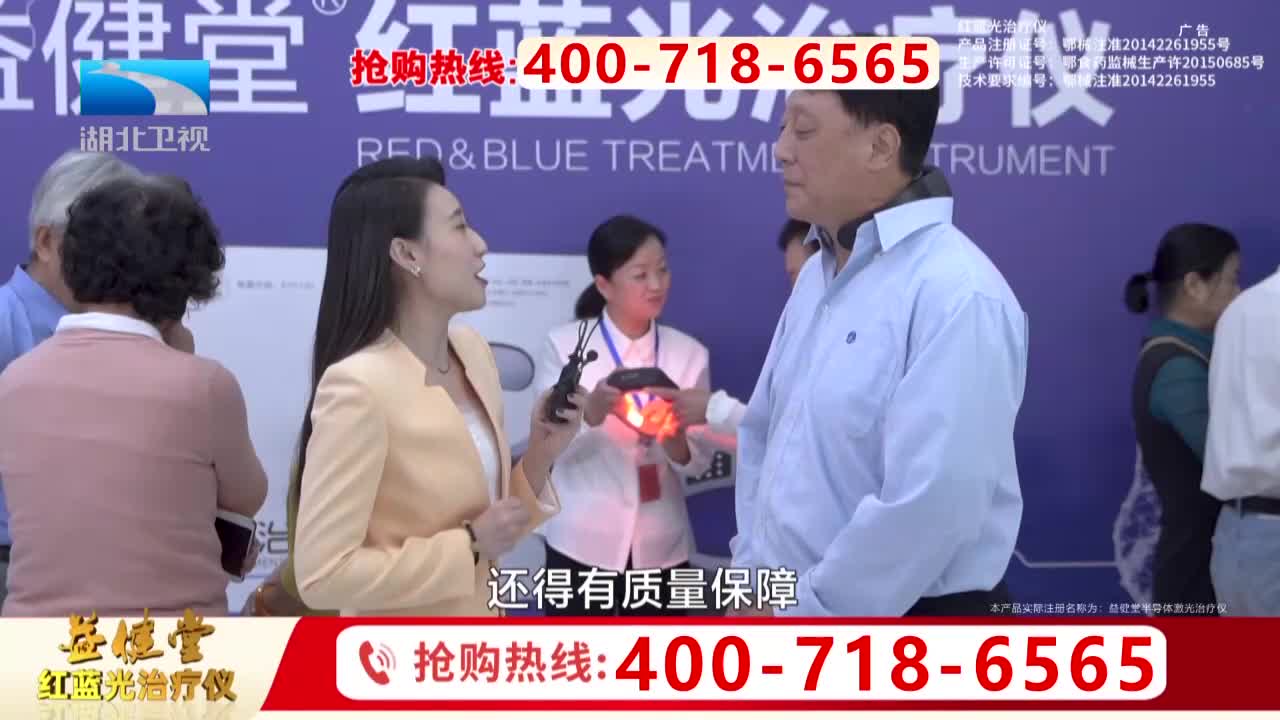 益健堂®红蓝光治疗仪
RED&BLUE TREATM
TRUMENT
湖北卫视
抢购热线:400-718-6565
广告
红蓝光治疗仪
产品注册证号：鄂械注准20142261955号
生产许可证号：鄂食药监械生产许20150685号
技术要求编号：鄂械注准20142261955
治
还得有质量保障
本产品实际注册名称为：益健堂半导体激光治疗仪
益健堂
红蓝光治疗仪
抢购热线:400-718-6565